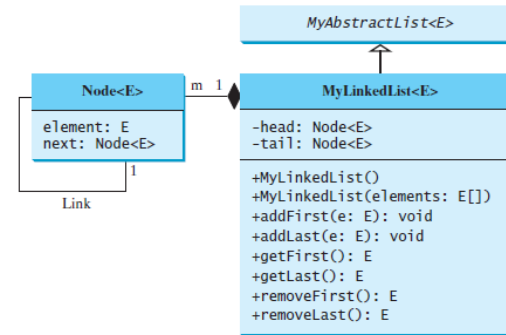 MyAbstractList<E>
Node<E>
element: E
next: Node<E>
1
Link
m 1
MyLinkedList<E>
-head: Node<E>
-tail: Node<E>
+MyLinkedList()
+MyLinkedList(elements: E[])
+addFirst(e: E): void
+addLast(e: E): void
+getFirst(): E
+getLast(): E
+removeFirst(): E
+removeLast(): E